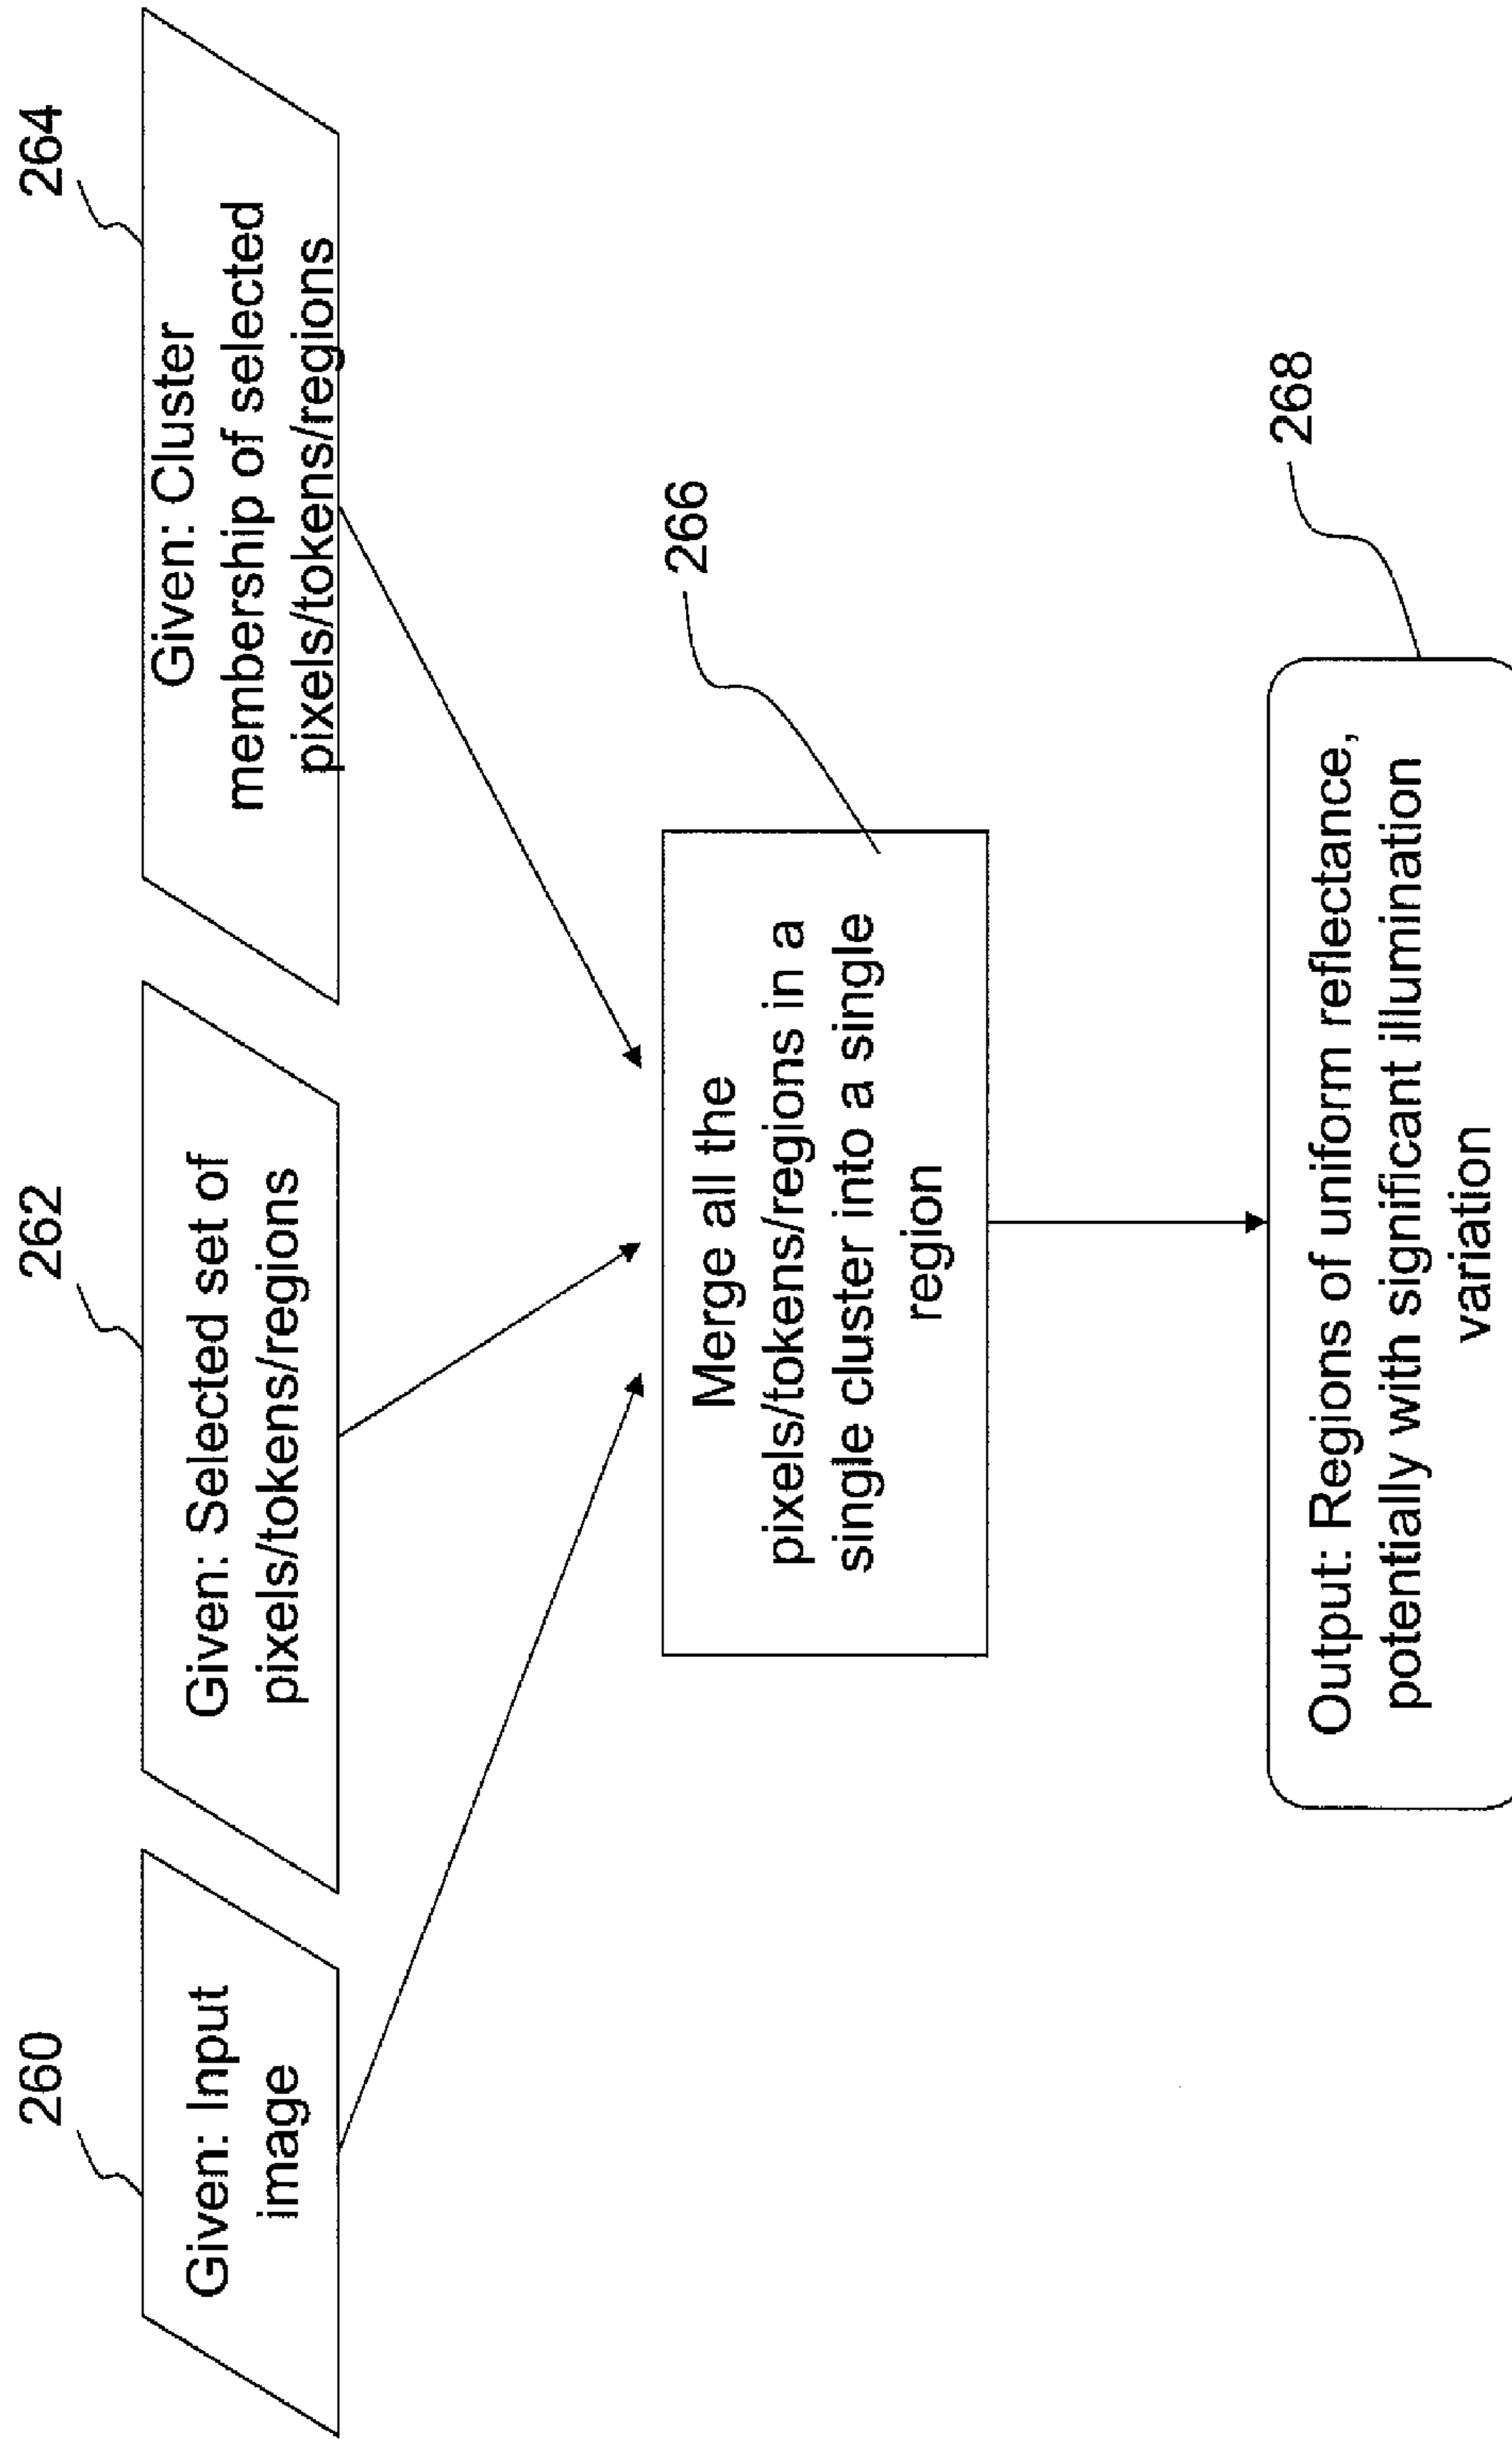 260
262
264
Given: Input
image
Given: Selected set of
pixels/tokens/regions
Given: Cluster
membership of selected
pixels/tokens/regions
266
Merge all the
pixels/tokens/regions in a
single cluster into a single
region
268
Output: Regions of uniform reflectance,
potentially with significant illumination
variation